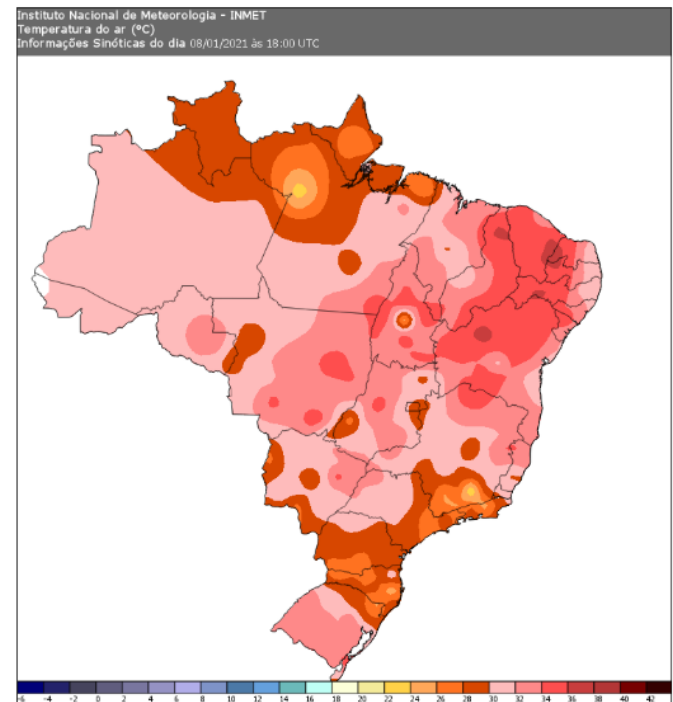 Instituto Nacional de Meteorologia - INMET
Temperatura do ar (°C)
Informações Sinóticas do dia 08/01/2021 às 18:00 UTC
-6 -4 -2 0 2 4 6 8 10 12 14 16 18 20 22 24 26 28 30 32 34 36 38 40 42